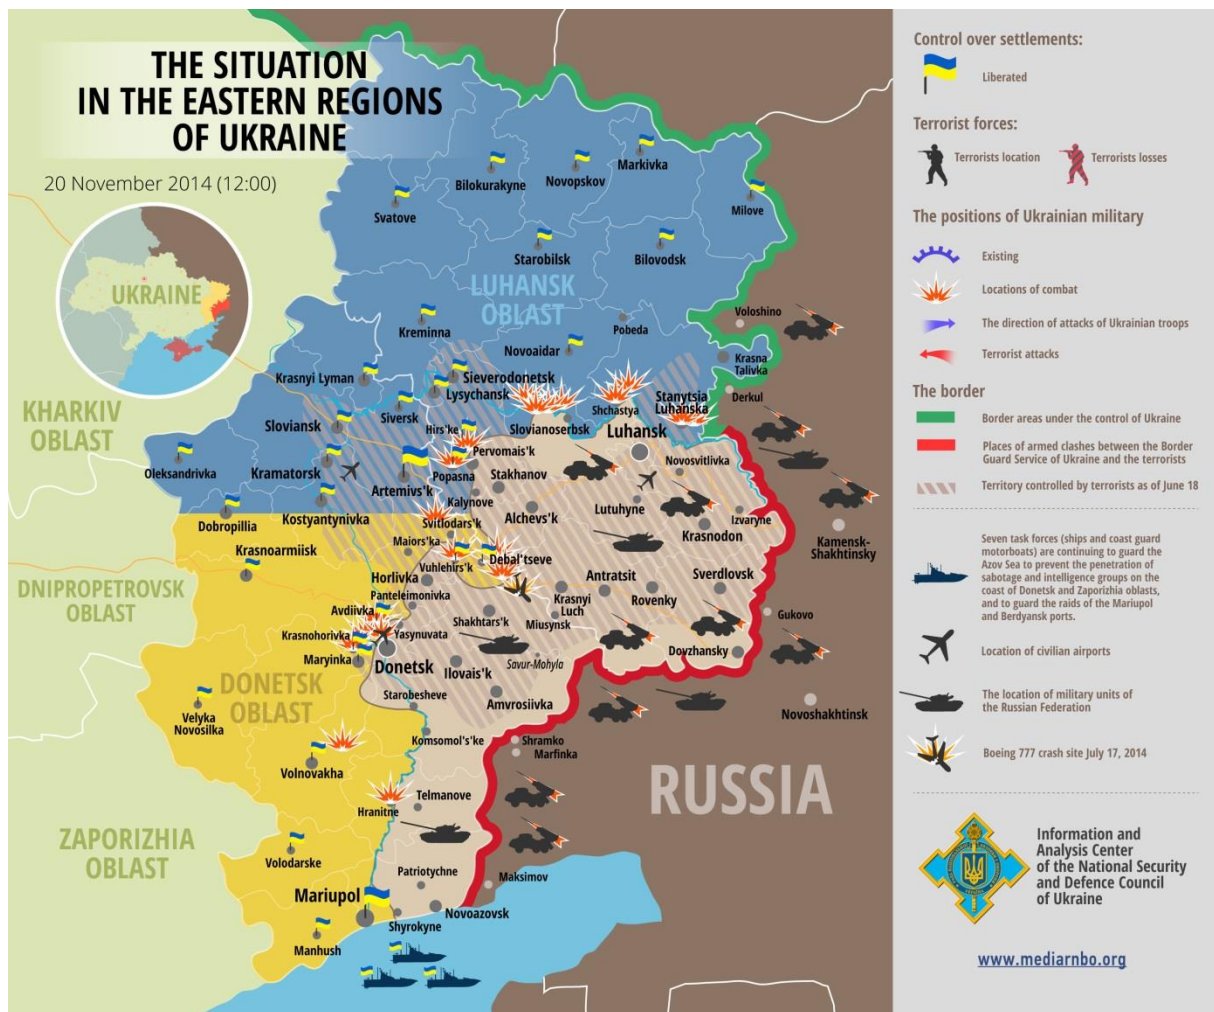 THE SITUATION
IN THE EASTERN REGIONS
OF UKRAINE
20 November 2014 (12:00)
UKRAINE
KHARKIV
OBLAST
DNIPROPETROVSK
OBLAST
ZAPORIZHIA
OBLAST
LUHANSK
OBLAST
DONETSK
OBLAST
RUSSIA
Markivka
Bilokurakyne
Novopskov
Svatove
Milove
Starobilsk
Bilovodsk
Kreminna
Pobeda
Voloshino
Novoaidar
Krasna
Talivka
Krasnyi Lyman
Sieverodonetsk
Lysychansk
Stanytsia
Luhanska
Derkul
Siversk
Shchastya
Sloviansk
Hirs'ke
Slovianoserbsk
Luhansk
Oleksandrivka
Kramatorsk
Pervomais'k
Popasna
Stakhanov
Novosvitlivka
Artemivs'k
Kalynove
Lutuhyne
Dobropillia
Kostyantynivka
Svitlodars'k
Alchevs'k
Izvaryne
Krasnodon
Kamensk-
Shakhtinsky
Krasnoarmiisk
Maiors'ka
Vuhlehirs'k
Debal'tseve
Horlivka
Antratsit
Sverdlovsk
Panteleimonivka
Krasnyi
Luch
Rovenky
Avdiivka
Shakhtars'k
Miusynsk
Gukovo
Krasnohorivka
Yasynuvata
Maryinka
Donetsk
Savur-Mohyla
Dovzhansky
Ilovais'k
Starobesheve
Amvrosiivka
Novoshakhtinsk
Velyka
Novosilka
Komsomol's'ke
Shramko
Marfinka
Volnovakha
Telmanove
Hranitne
Volodarske
Patriotychne
Maksimov
Mariupol
Novoazovsk
Shyrokyne
Manhush
Control over settlements:
Liberated
Terrorist forces:
Terrorists location
Terrorists losses
The positions of Ukrainian military
Existing
Locations of combat
The direction of attacks of Ukrainian troops
Terrorist attacks
The border
Border areas under the control of Ukraine
Places of armed clashes between the Border
Guard Service of Ukraine and the terrorists
Territory controlled by terrorists as of June 18
Seven task forces (ships and coast guard
motorboats) are continuing to guard the
Azov Sea to prevent the penetration of
sabotage and intelligence groups on the
coast of Donetsk and Zaporizhia oblasts,
and to guard the raids of the Mariupol
and Berdyansk ports.
Location of civilian airports
The location of military units of
the Russian Federation
Boeing 777 crash site July 17, 2014
Information and
Analysis Center
of the National Security
and Defence Council
of Ukraine
www.mediarnbo.org